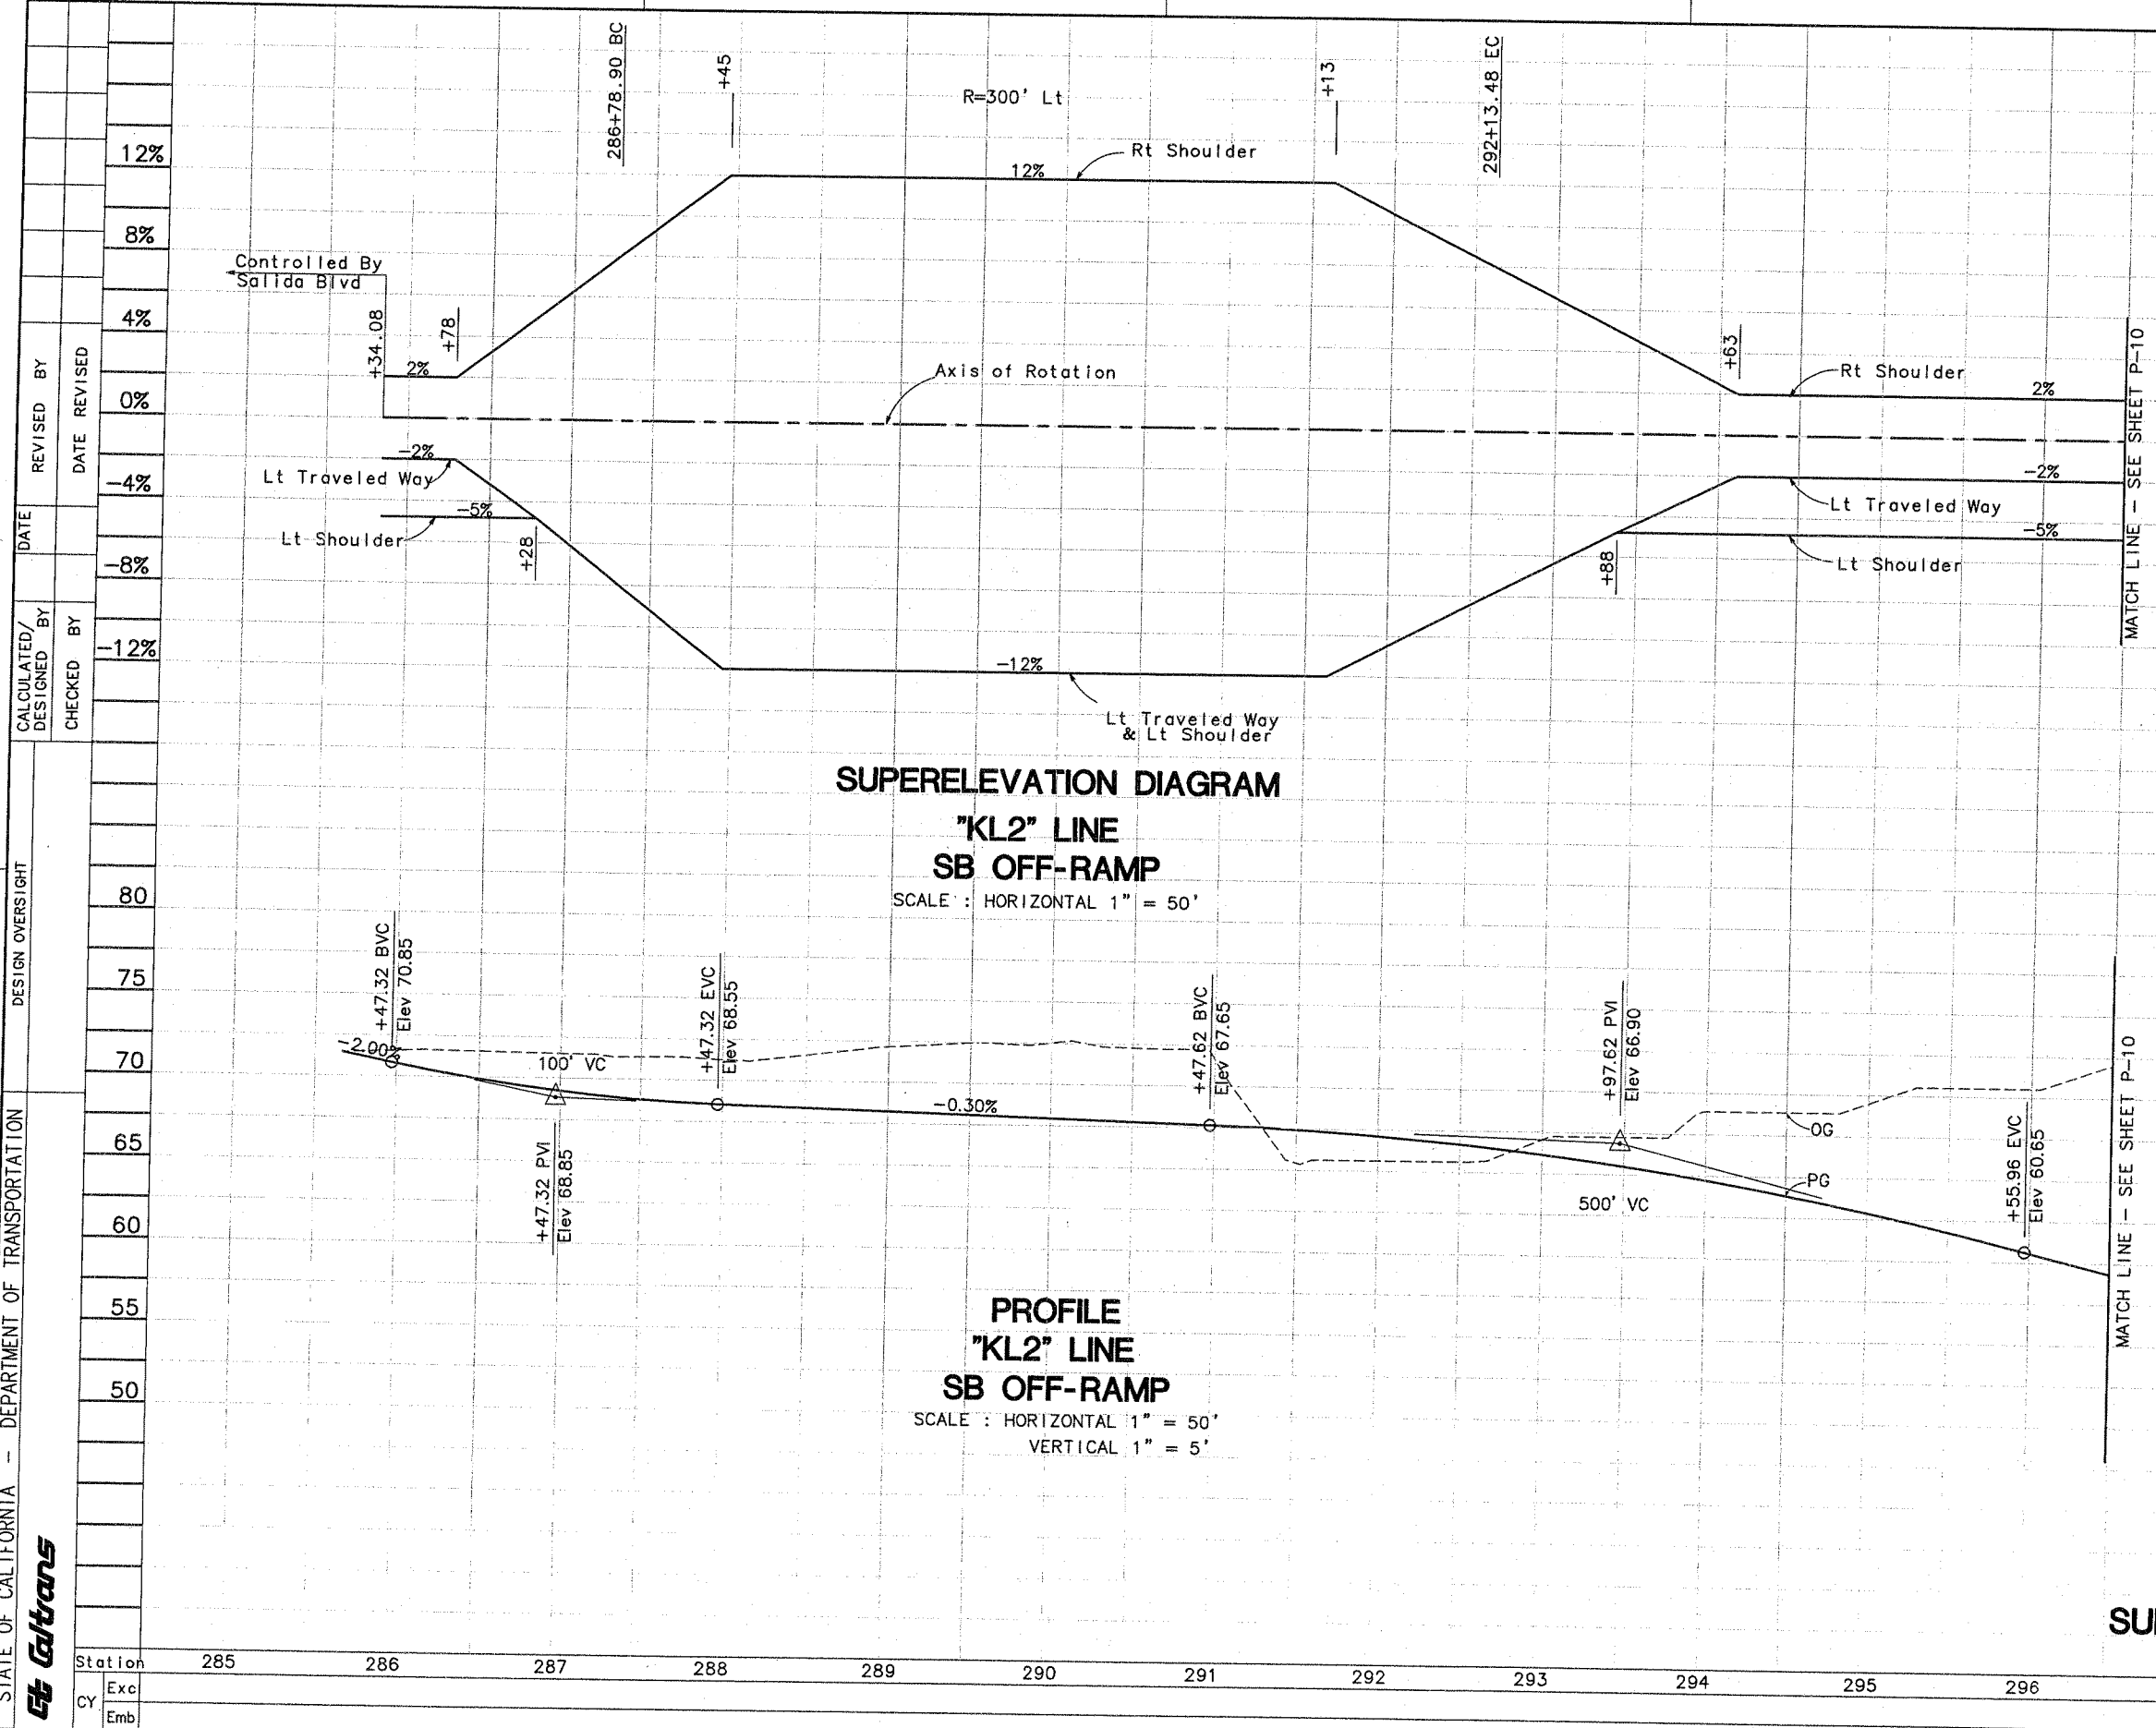 286+78.90 BC
+45
R=300' Lt
+13
292+13.48 EC
12%
8%
4%
0%
-4%
-8%
-12%
12%
Rt Shoulder
Controlled By
Salida Blvd
+34.08
2%
+78
Axis of Rotation
+63
Rt Shoulder
2%
-2%
Lt Traveled Way
-5%
Lt Shoulder
+28
-12%
Lt Traveled Way
& Lt Shoulder
+88
-2%
Lt Traveled Way
-5%
Lt Shoulder
MATCH LINE - SEE SHEET P-10
SUPERELEVATION DIAGRAM
"KL2" LINE
SB OFF-RAMP
SCALE : HORIZONTAL 1" = 50'
80
75
70
65
60
55
50
+47.32 BVC
Elev 70.85
-2.00%
100' VC
+47.32 PVI
Elev 68.85
+47.32 EVC
Elev 68.55
-0.30%
+47.62 BVC
Elev 67.65
+97.62 PVI
Elev 66.90
500' VC
OG
PG
+55.96 EVC
Elev 60.65
MATCH LINE - SEE SHEET P-10
PROFILE
"KL2" LINE
SB OFF-RAMP
SCALE : HORIZONTAL 1" = 50'
VERTICAL 1" = 5'
Station 285 286 287 288 289 290 291 292 293 294 295 296
CY
Exc
Emb
REVISED BY
DATE REVISED
DATE
CALCULATED/
DESIGNED BY
CHECKED BY
DESIGN OVERSIGHT
STATE OF CALIFORNIA - DEPARTMENT OF TRANSPORTATION
Caltrans